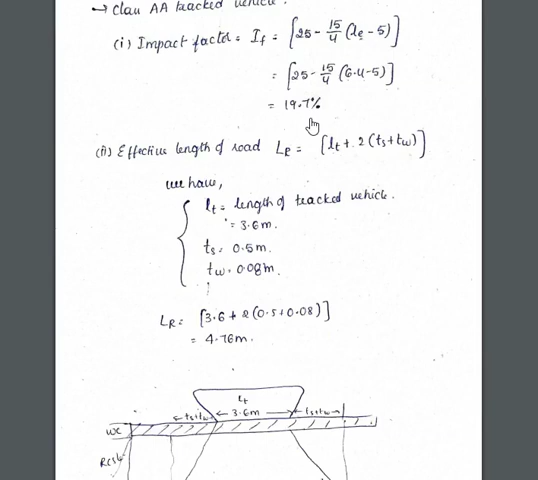 → Class AA tracked vehicle.
(i) Impact factor = If = [25 - 15/4 (le - 5)]
= [25 - 15/4 (6.4 - 5)]
= 19.7%
(ii) Effective length of road LR = [lt + 2(ts + tw)]
we have,
lt = length of tracked vehicle.
= 3.6m.
ts = 0.5m.
tw = 0.08m.
LR = [3.6 + 2(0.5 + 0.08)]
= 4.76m.
lt
← ts+tw → ← 3.6m → ← ts+tw →
WC